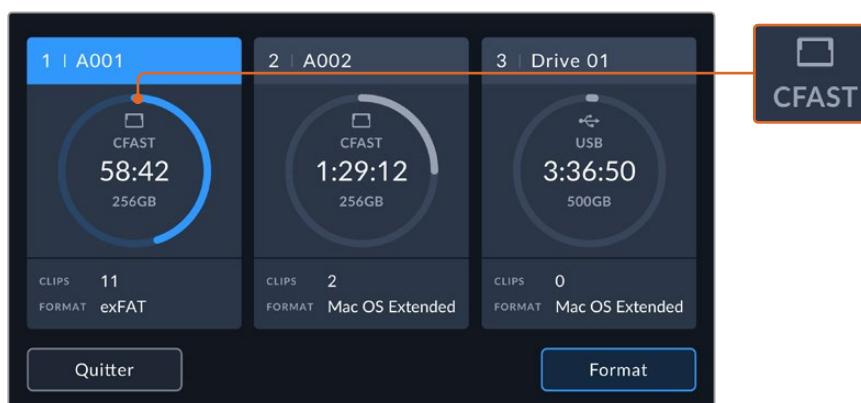 1 | A001
CFAST
58:42
256GB
CLIPS 11
FORMAT exFAT
2 | A002
CFAST
1:29:12
256GB
CLIPS 2
FORMAT Mac OS Extended
3 | Drive 01
USB
3:36:50
500GB
CLIPS 0
FORMAT Mac OS Extended
Quitter
Format
CFAST